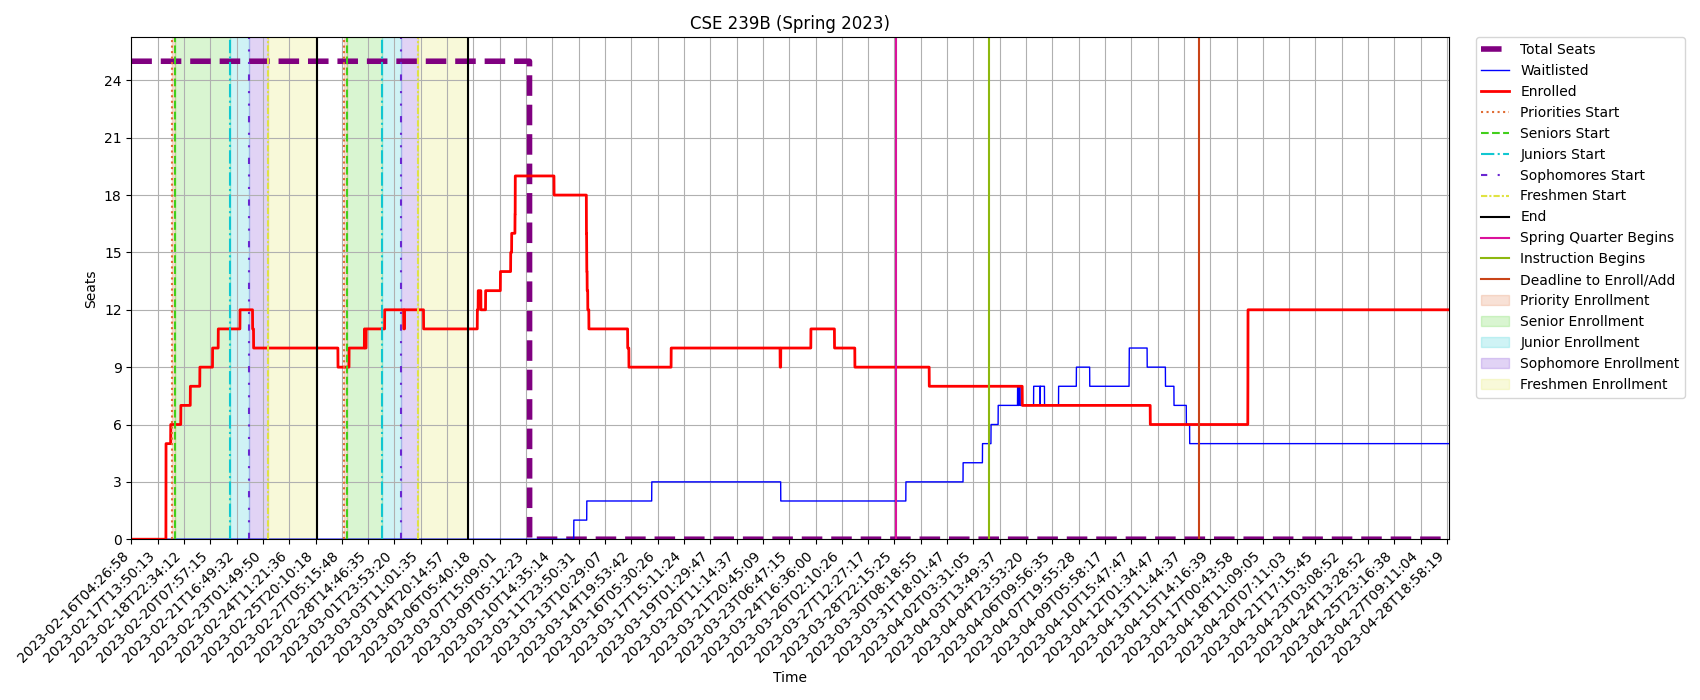 CSE 239B (Spring 2023)
Seats
24
21
18
15
12
9
6
3
0
2023-02-16T04:26:58
2023-02-17T13:50:13
2023-02-18T22:34:12
2023-02-20T07:57:15
2023-02-21T16:49:32
2023-02-23T01:49:50
2023-02-24T11:21:36
2023-02-25T20:10:18
2023-02-27T05:15:48
2023-02-28T14:46:35
2023-03-01T23:53:20
2023-03-03T11:01:35
2023-03-04T20:14:57
2023-03-06T05:40:18
2023-03-07T15:09:01
2023-03-09T05:12:23
2023-03-10T14:35:14
2023-03-11T23:50:31
2023-03-13T10:29:07
2023-03-14T19:53:42
2023-03-16T05:30:26
2023-03-17T15:11:24
2023-03-19T01:29:47
2023-03-20T11:14:37
2023-03-21T20:45:09
2023-03-23T06:47:15
2023-03-24T16:36:00
2023-03-26T02:10:26
2023-03-27T12:27:17
2023-03-28T22:15:25
2023-03-30T08:18:55
2023-03-31T18:01:47
2023-04-02T03:31:05
2023-04-03T13:49:37
2023-04-04T23:53:20
2023-04-06T09:56:35
2023-04-07T19:55:28
2023-04-09T05:58:17
2023-04-10T15:47:47
2023-04-12T01:34:47
2023-04-13T11:44:37
2023-04-15T14:16:39
2023-04-17T00:43:58
2023-04-18T11:09:05
2023-04-20T07:11:03
2023-04-21T17:15:45
2023-04-23T03:08:52
2023-04-24T13:28:52
2023-04-25T23:16:38
2023-04-27T09:11:04
2023-04-28T18:58:19
Time
Total Seats
Waitlisted
Enrolled
Priorities Start
Seniors Start
Juniors Start
Sophomores Start
Freshmen Start
End
Spring Quarter Begins
Instruction Begins
Deadline to Enroll/Add
Priority Enrollment
Senior Enrollment
Junior Enrollment
Sophomore Enrollment
Freshmen Enrollment